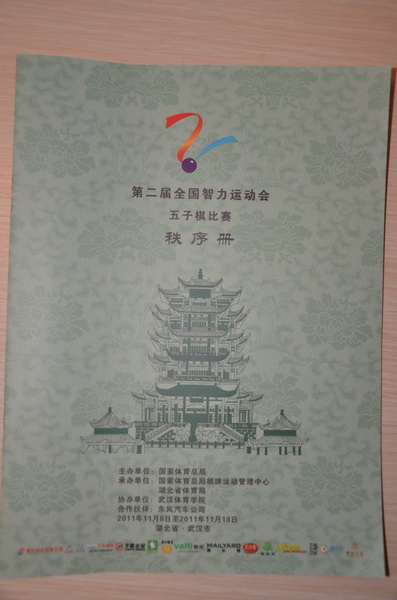 第二届全国智力运动会
五子棋比赛
秩序册
主办单位：国家体育总局
承办单位：国家体育总局棋牌运动管理中心
湖北省体育局
协办单位：武汉体育学院
合作伙伴：东风汽车公司
2011年11月8日至2011年11月18日
湖北省·武汉市
MAILYARD